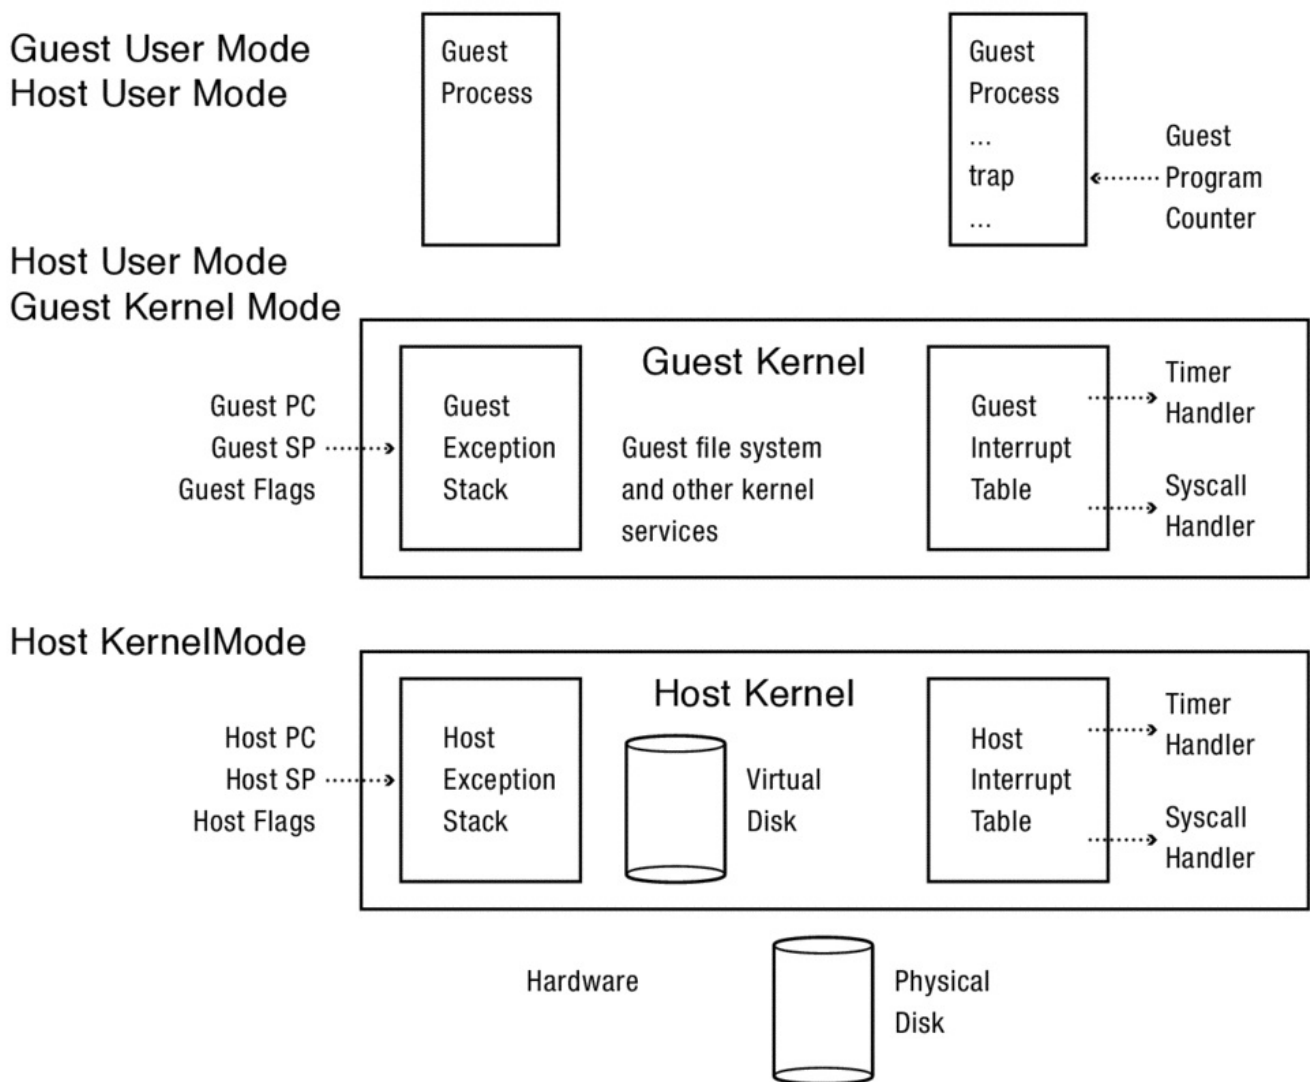 Guest User Mode
Host User Mode
Guest
Process
Guest
Process
...
trap
...
Guest
Program
Counter
Host User Mode
Guest Kernel Mode
Guest Kernel
Guest PC
Guest SP
Guest Flags
Guest
Exception
Stack
Guest file system
and other kernel
services
Guest
Interrupt
Table
Timer
Handler
Syscall
Handler
Host KernelMode
Host Kernel
Host PC
Host SP
Host Flags
Host
Exception
Stack
Virtual
Disk
Host
Interrupt
Table
Timer
Handler
Syscall
Handler
Hardware
Physical
Disk